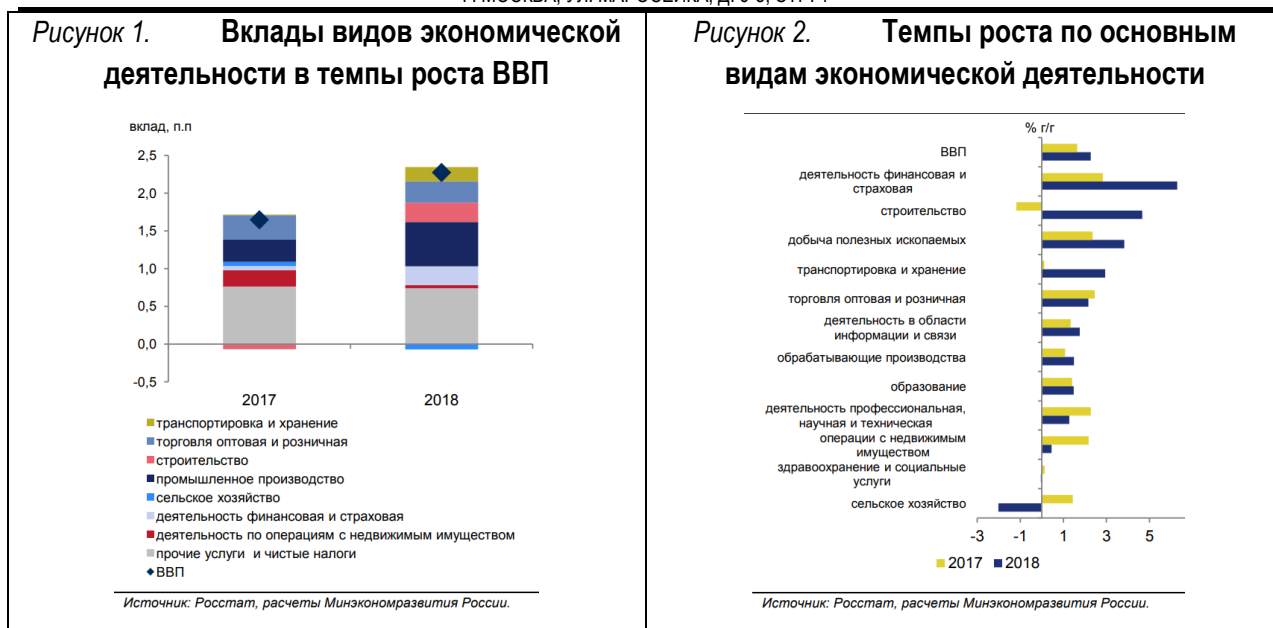 Рисунок 1. Вклады видов экономической
деятельности в темпы роста ВВП
вклад, п.п
2,5
2,0
1,5
1,0
0,5
0,0
-0,5
2017 2018
транспортировка и хранение
торговля оптовая и розничная
строительство
промышленное производство
сельское хозяйство
деятельность финансовая и страховая
деятельность по операциям с недвижимым имуществом
прочие услуги и чистые налоги
ВВП
Источник: Росстат, расчеты Минэкономразвития России.
Рисунок 2. Темпы роста по основным
видам экономической деятельности
% г/г
ВВП
деятельность финансовая и
страховая
строительство
добыча полезных ископаемых
транспортировка и хранение
торговля оптовая и розничная
деятельность в области
информации и связи
обрабатывающие производства
образование
деятельность профессиональная,
научная и техническая
операции с недвижимым
имуществом
здравоохранение и социальные
услуги
сельское хозяйство
-3 -1 1 3 5
2017 2018
Источник: Росстат, расчеты Минэкономразвития России.